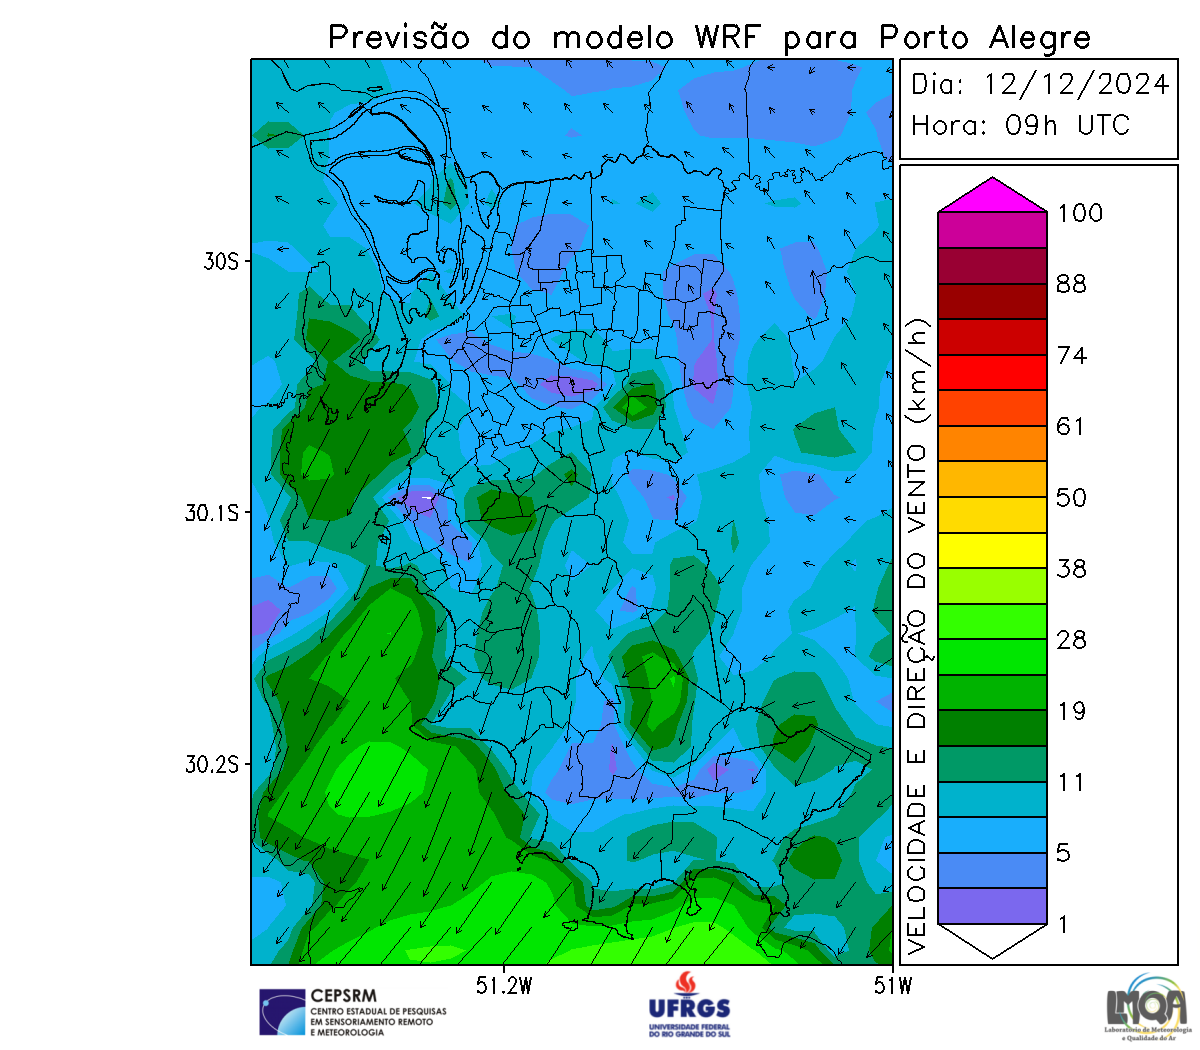 Previsão do modelo WRF para Porto Alegre
Dia: 12/12/2024
Hora: 09h UTC
30S
30.1S
30.2S
51.2W
51W
VELOCIDADE E DIREÇÃO DO VENTO (km/h)
100
88
74
61
50
38
28
19
11
5
1
CEPSRM
CENTRO ESTADUAL DE PESQUISAS
EM SENSORIAMENTO REMOTO
E METEOROLOGIA
UFRGS
UNIVERSIDADE FEDERAL
DO RIO GRANDE DO SUL
LMQA
Laboratório de Meteorologia
e Qualidade do Ar